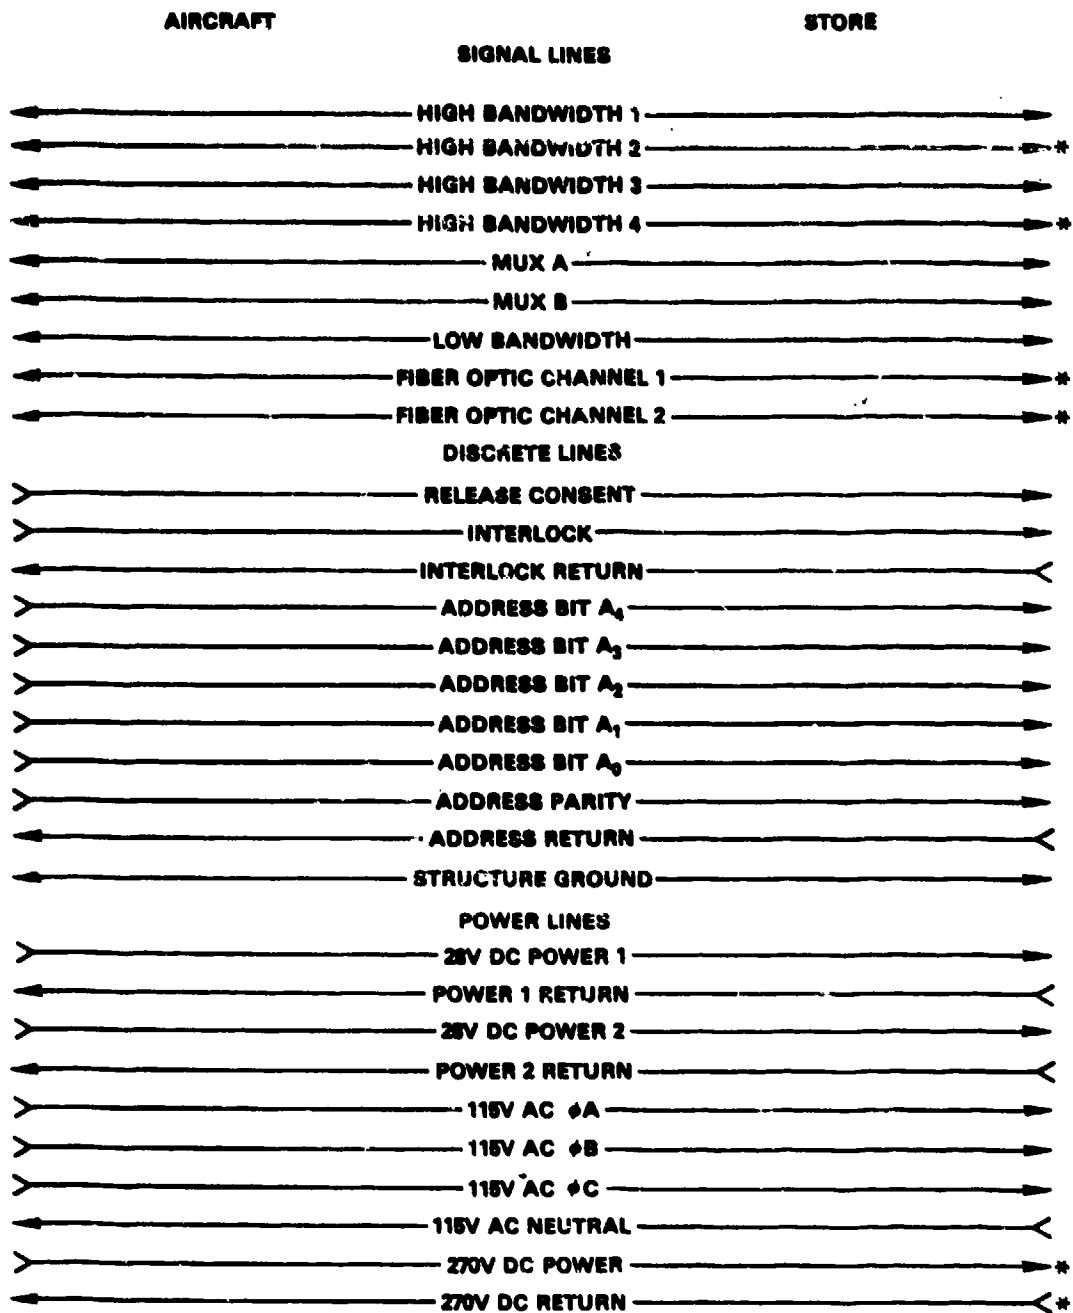 AIRCRAFT STORE
SIGNAL LINES
HIGH BANDWIDTH 1
HIGH BANDWIDTH 2 *
HIGH BANDWIDTH 3
HIGH BANDWIDTH 4 *
MUX A
MUX B
LOW BANDWIDTH
FIBER OPTIC CHANNEL 1 *
FIBER OPTIC CHANNEL 2 *
DISCRETE LINES
RELEASE CONSENT
INTERLOCK
INTERLOCK RETURN
ADDRESS BIT A₄
ADDRESS BIT A₃
ADDRESS BIT A₂
ADDRESS BIT A₁
ADDRESS BIT A₀
ADDRESS PARITY
ADDRESS RETURN
STRUCTURE GROUND
POWER LINES
28V DC POWER 1
POWER 1 RETURN
28V DC POWER 2
POWER 2 RETURN
115V AC ϕA
115V AC ϕB
115V AC ϕC
115V AC NEUTRAL
270V DC POWER *
270V DC RETURN *